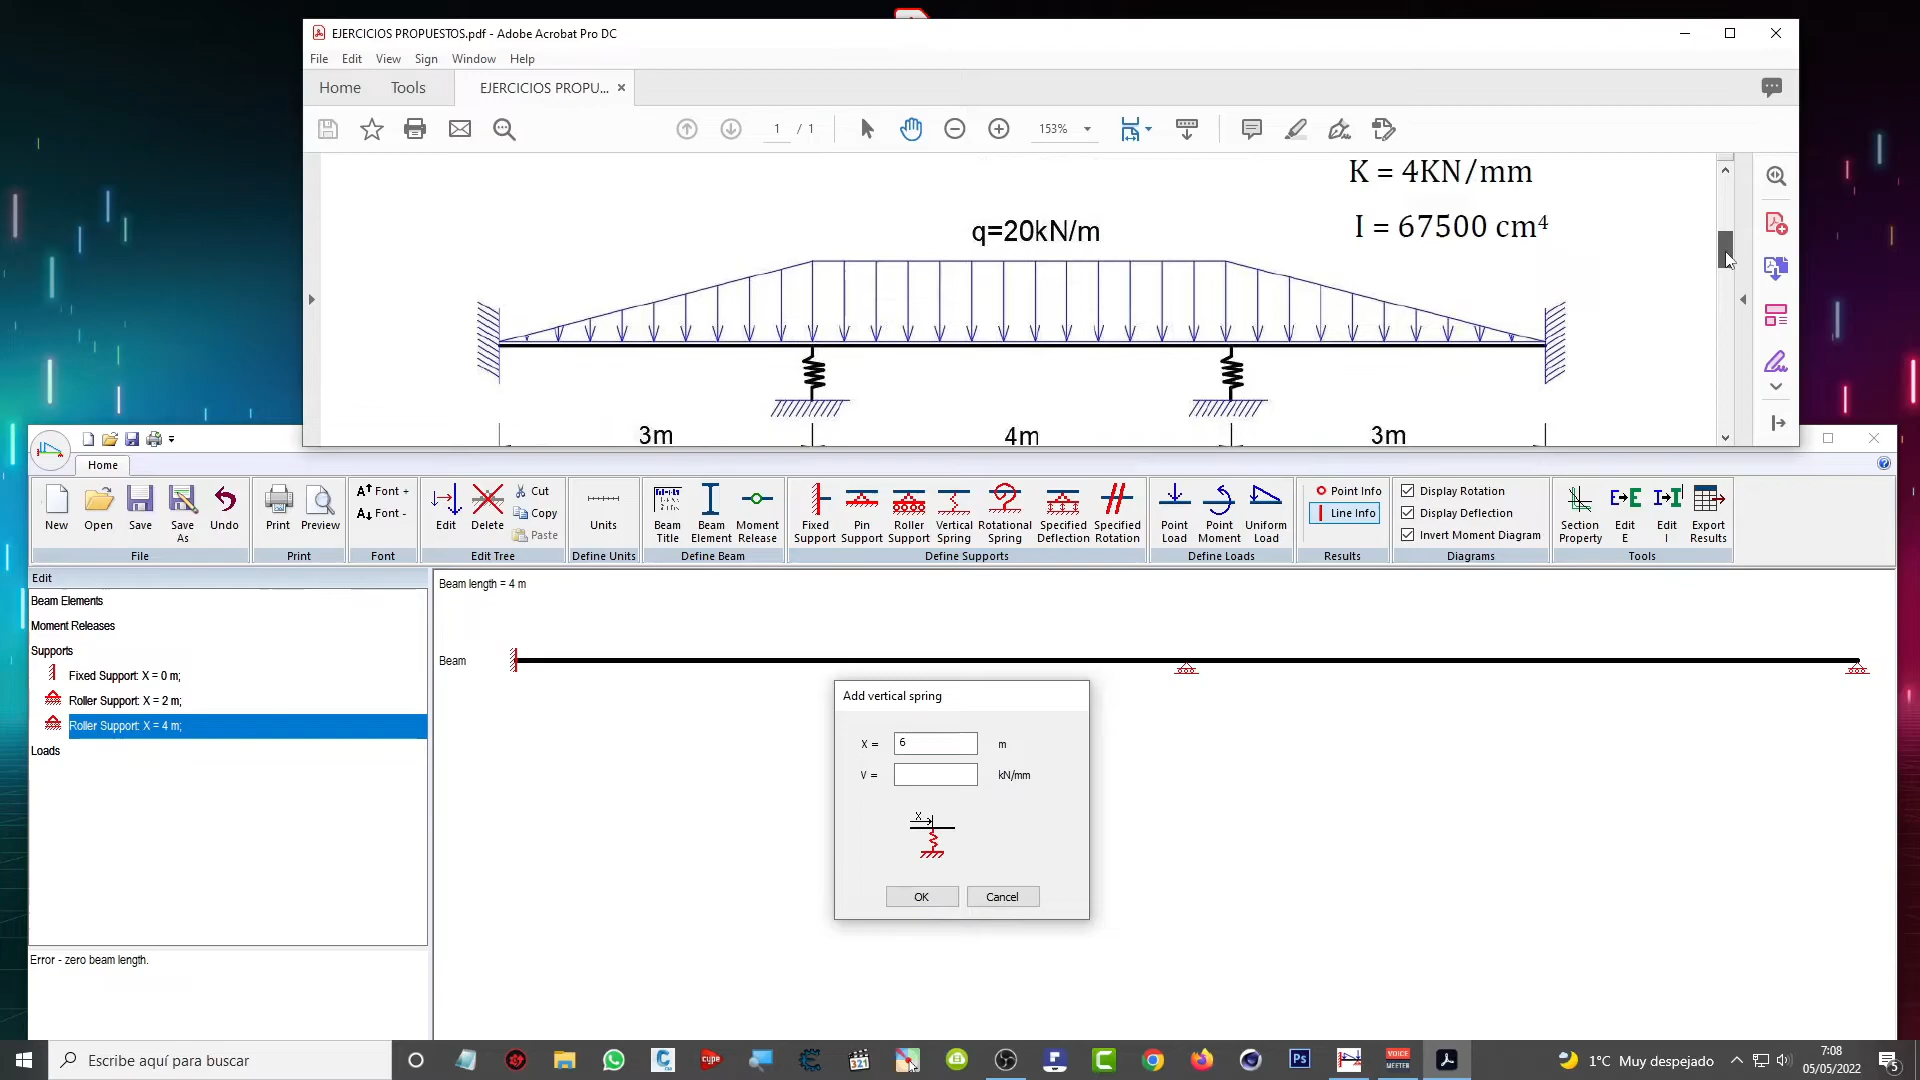 EJERCICIOS PROPUESTOS.pdf - Adobe Acrobat Pro DC
File Edit View Sign Window Help
Home Tools EJERCICIOS PROPU...
1 / 1 153%
K = 4KN/mm
I = 67500 cm⁴
q=20kN/m
3m 4m 3m
Home
New Open Save Save As Undo
File
Print Preview
Print
Font +
Font -
Font
Edit Delete Cut Copy Paste
Edit Tree
Units
Define Units
Beam Title Beam Element Moment Release
Define Beam
Fixed Support Pin Support Roller Support Vertical Spring Rotational Spring Specified Deflection Specified Rotation
Define Supports
Point Load Point Moment Uniform Load
Define Loads
Point Info
Line Info
Results
Display Rotation
Display Deflection
Invert Moment Diagram
Diagrams
Section Property Edit E Edit I Export Results
Tools
Edit
Beam Elements
Moment Releases
Supports
Fixed Support: X = 0 m;
Roller Support: X = 2 m;
Roller Support: X = 4 m;
Loads
Error - zero beam length.
Beam length = 4 m
Beam
Add vertical spring
X = 6 m
V = kN/mm
X
OK Cancel
Escribe aquí para buscar
cype
321
Ps
VOICE MEETER
1°C Muy despejado
7:08
05/05/2022
5